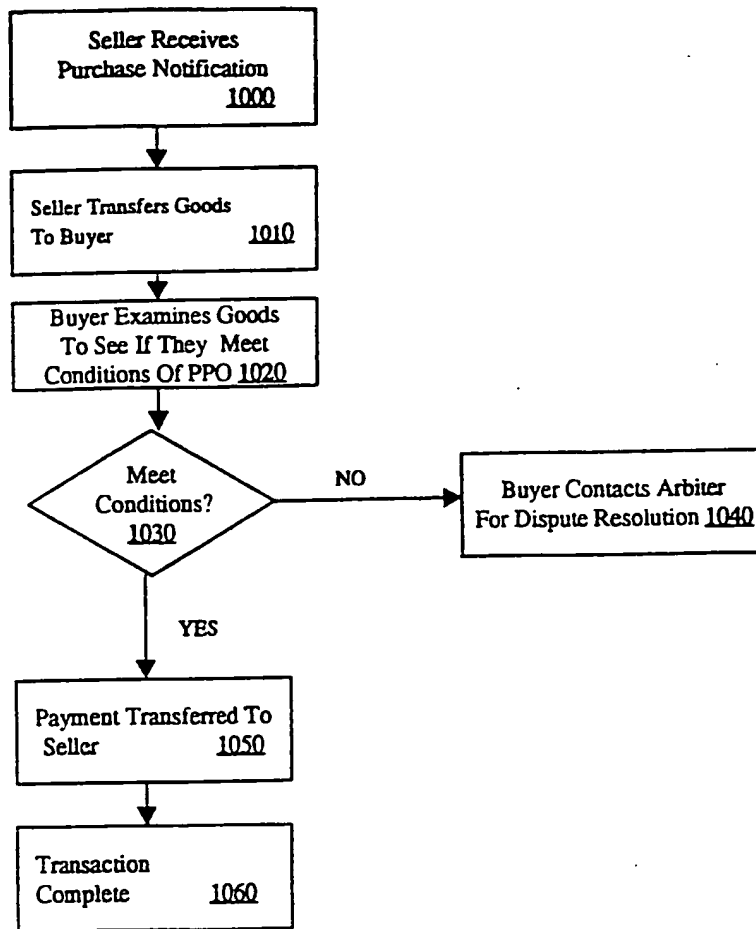 Seller Receives
Purchase Notification
1000
Seller Transfers Goods
To Buyer 1010
Buyer Examines Goods
To See If They Meet
Conditions Of PPO 1020
Meet
Conditions?
1030
NO
Buyer Contacts Arbiter
For Dispute Resolution 1040
YES
Payment Transferred To
Seller 1050
Transaction
Complete 1060